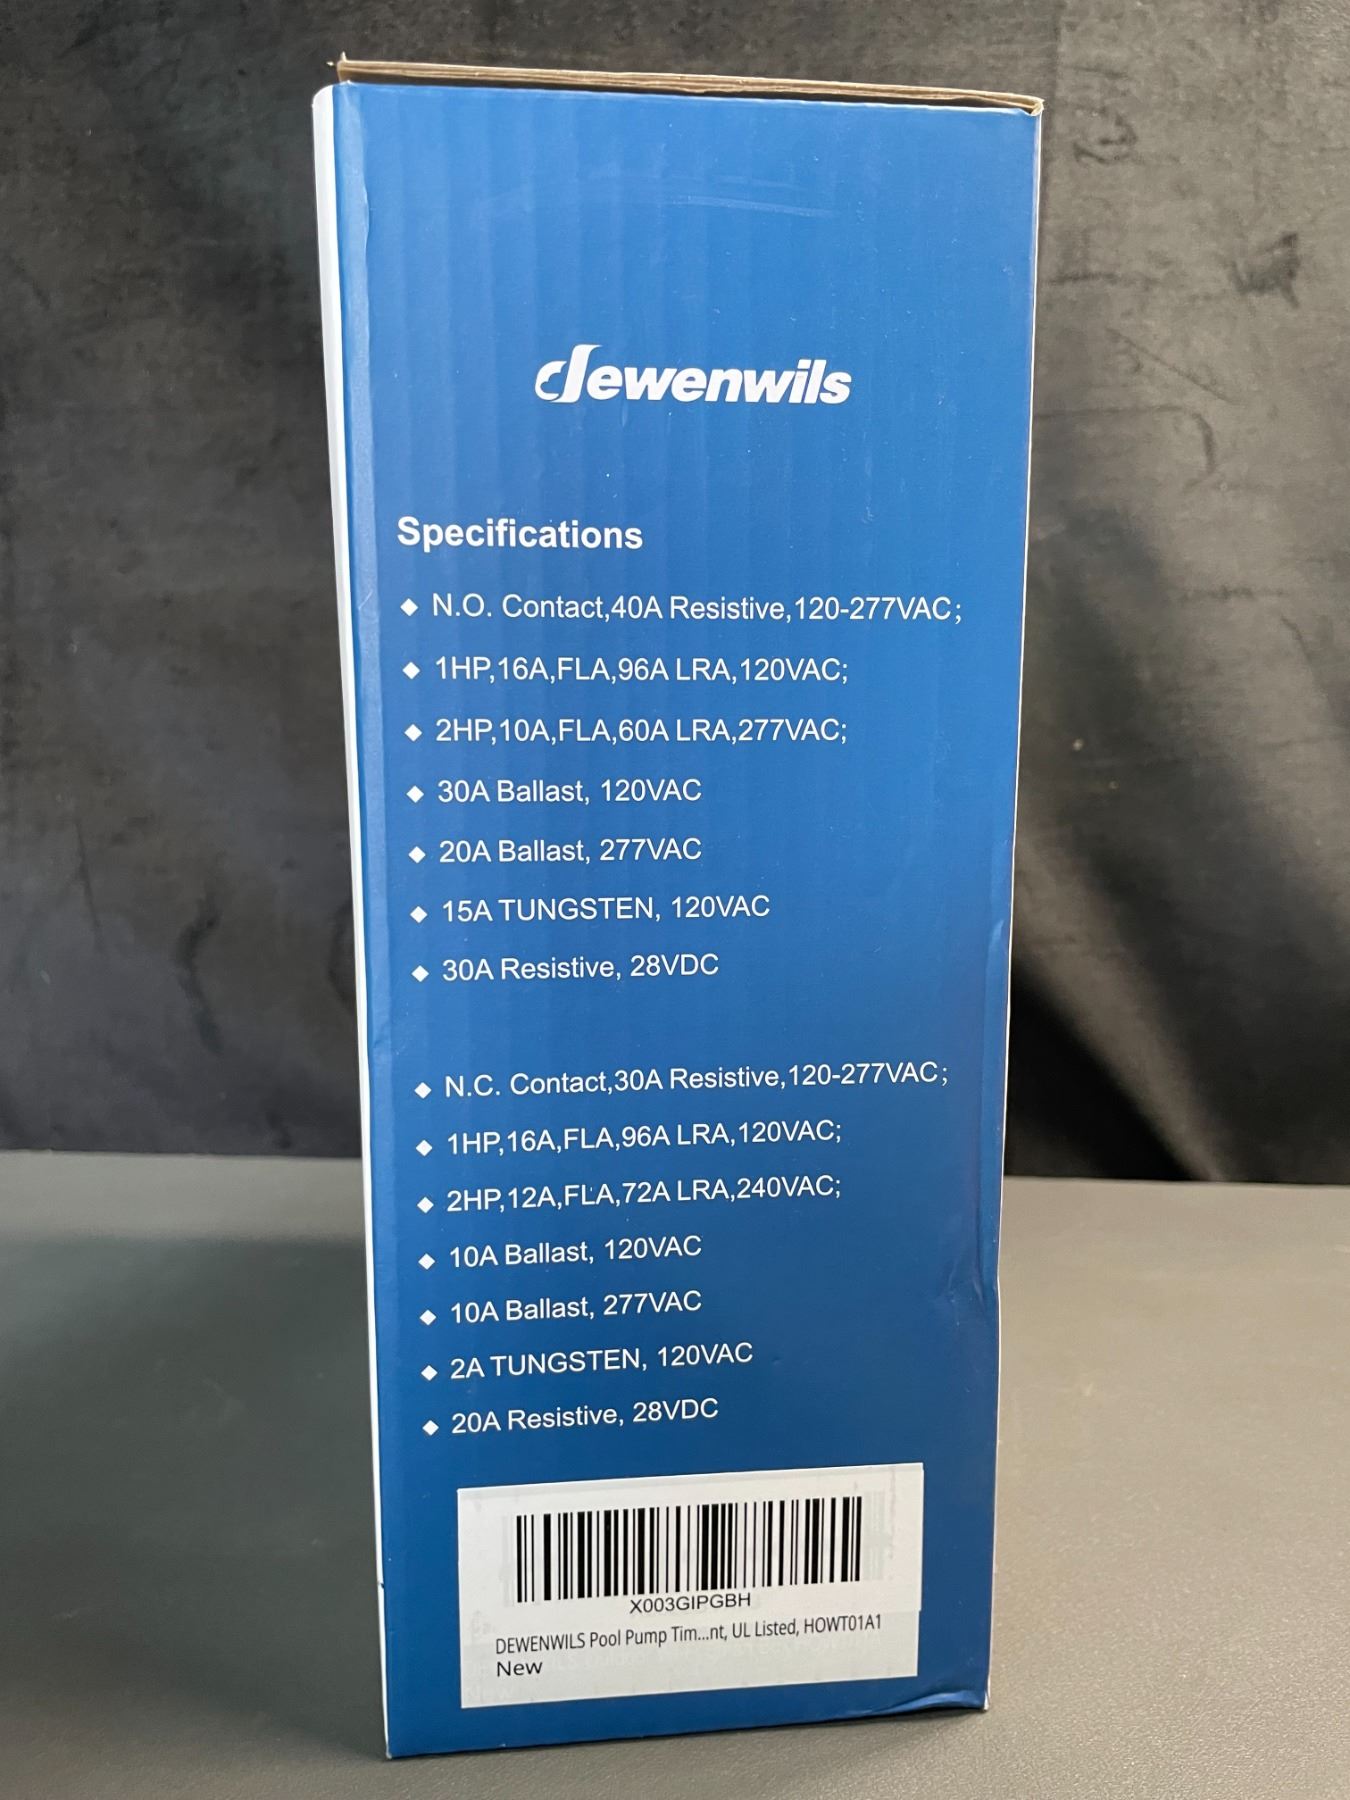 dewenwils
Specifications
◆ N.O. Contact,40A Resistive,120-277VAC;
◆ 1HP,16A,FLA,96A LRA,120VAC;
◆ 2HP,10A,FLA,60A LRA,277VAC;
◆ 30A Ballast, 120VAC
◆ 20A Ballast, 277VAC
◆ 15A TUNGSTEN, 120VAC
◆ 30A Resistive, 28VDC
◆ N.C. Contact,30A Resistive,120-277VAC;
◆ 1HP,16A,FLA,96A LRA,120VAC;
◆ 2HP,12A,FLA,72A LRA,240VAC;
◆ 10A Ballast, 120VAC
◆ 10A Ballast, 277VAC
◆ 2A TUNGSTEN, 120VAC
◆ 20A Resistive, 28VDC
X003GIPGBH
DEWENWILS Pool Pump Tim...nt, UL Listed, HOWT01A1
New